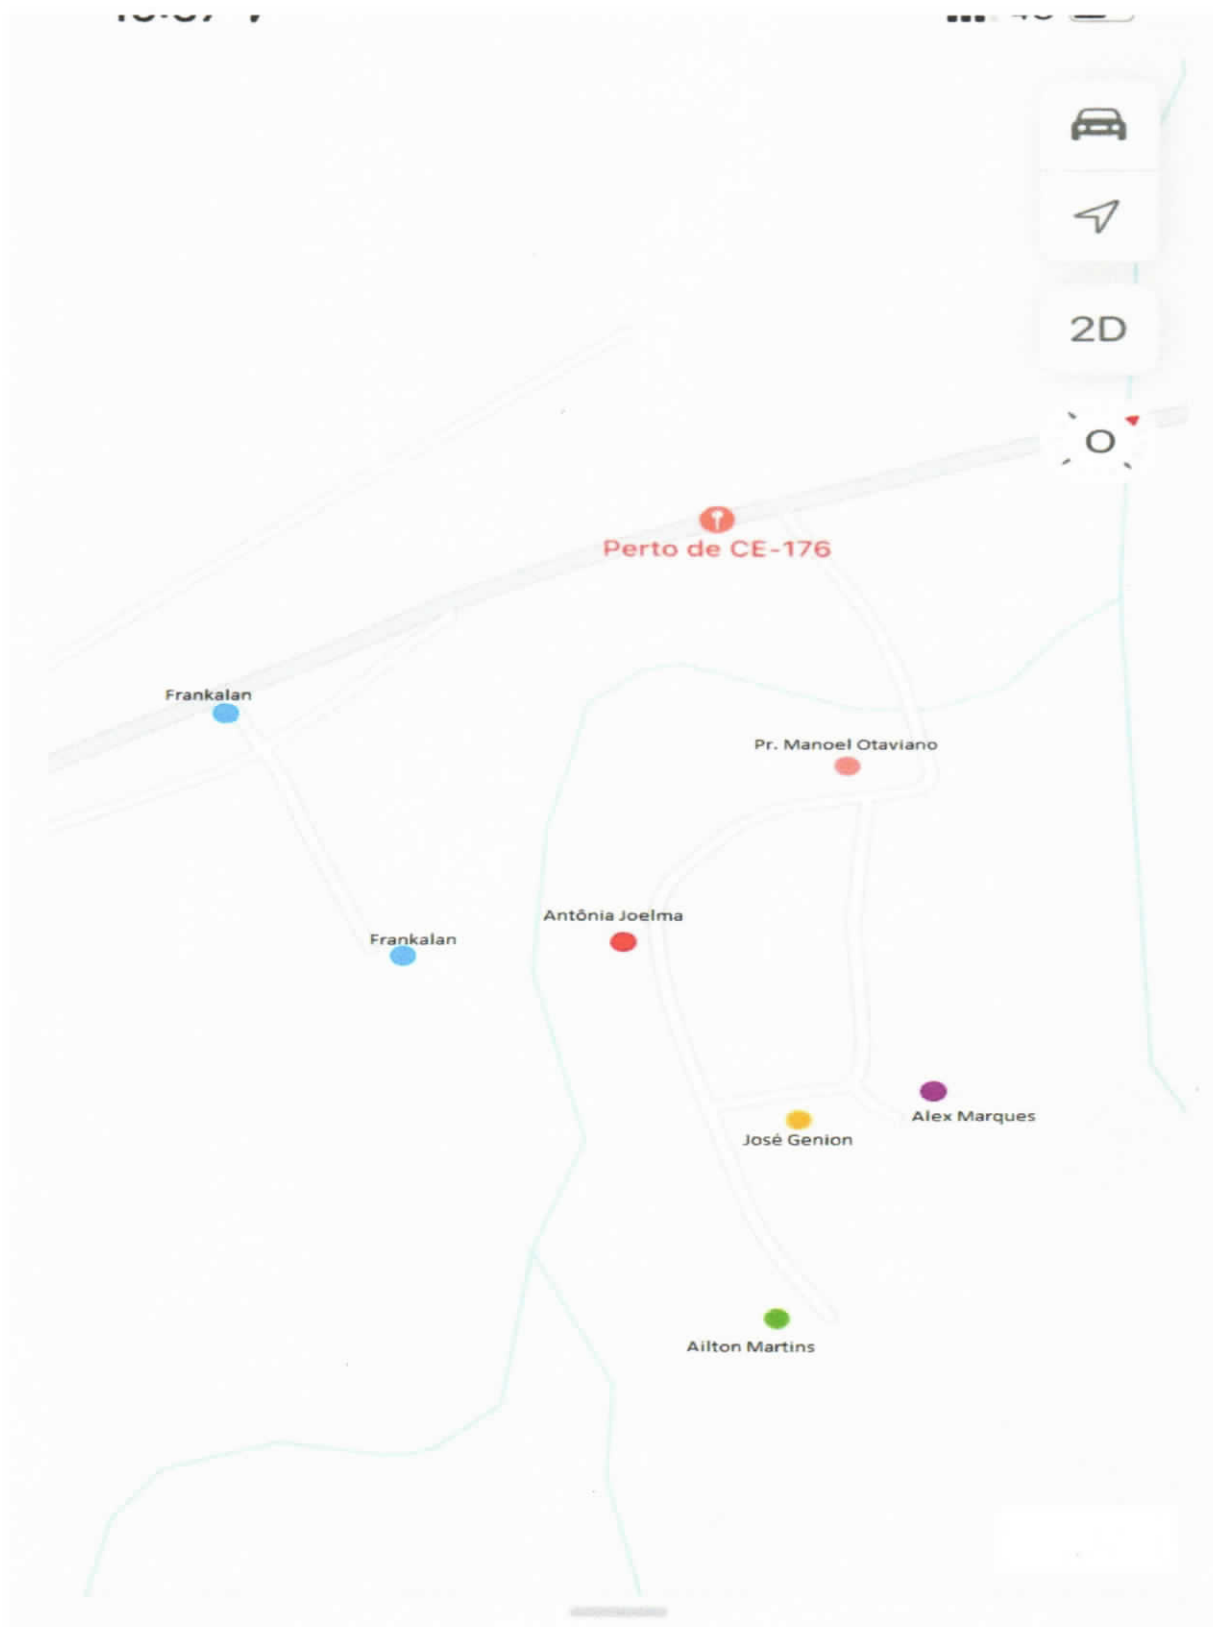 2D
O
Perto de CE-176
Frankalan
Pr. Manoel Otaviano
Antônia Joelma
Frankalan
Alex Marques
José Genion
Ailton Martins